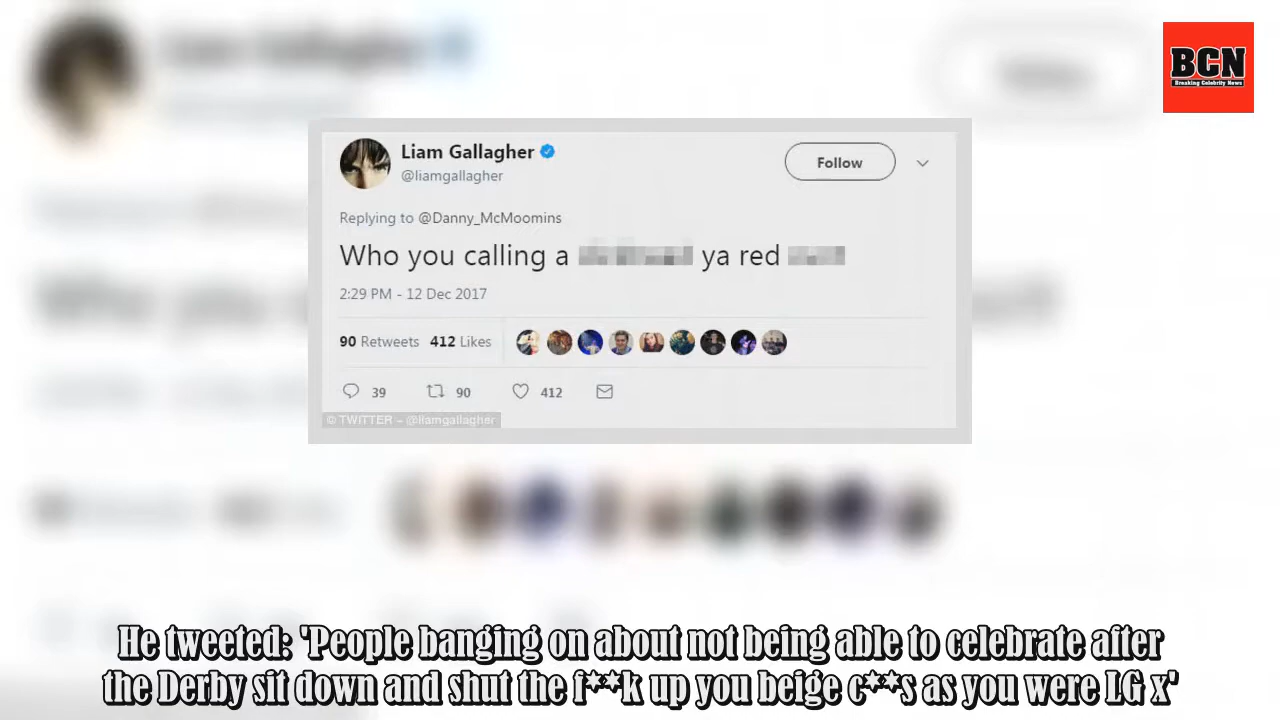 BCN
Breaking Celebrity News
Liam Gallagher
@liamgallagher
Follow
Replying to @Danny_McMoomins
Who you calling a ya red
2:29 PM - 12 Dec 2017
90 Retweets 412 Likes
39 90 412
© TWITTER – @liamgallagher
He tweeted: 'People banging on about not being able to celebrate after
the Derby sit down and shut the f**k up you beige c**s as you were LG x'